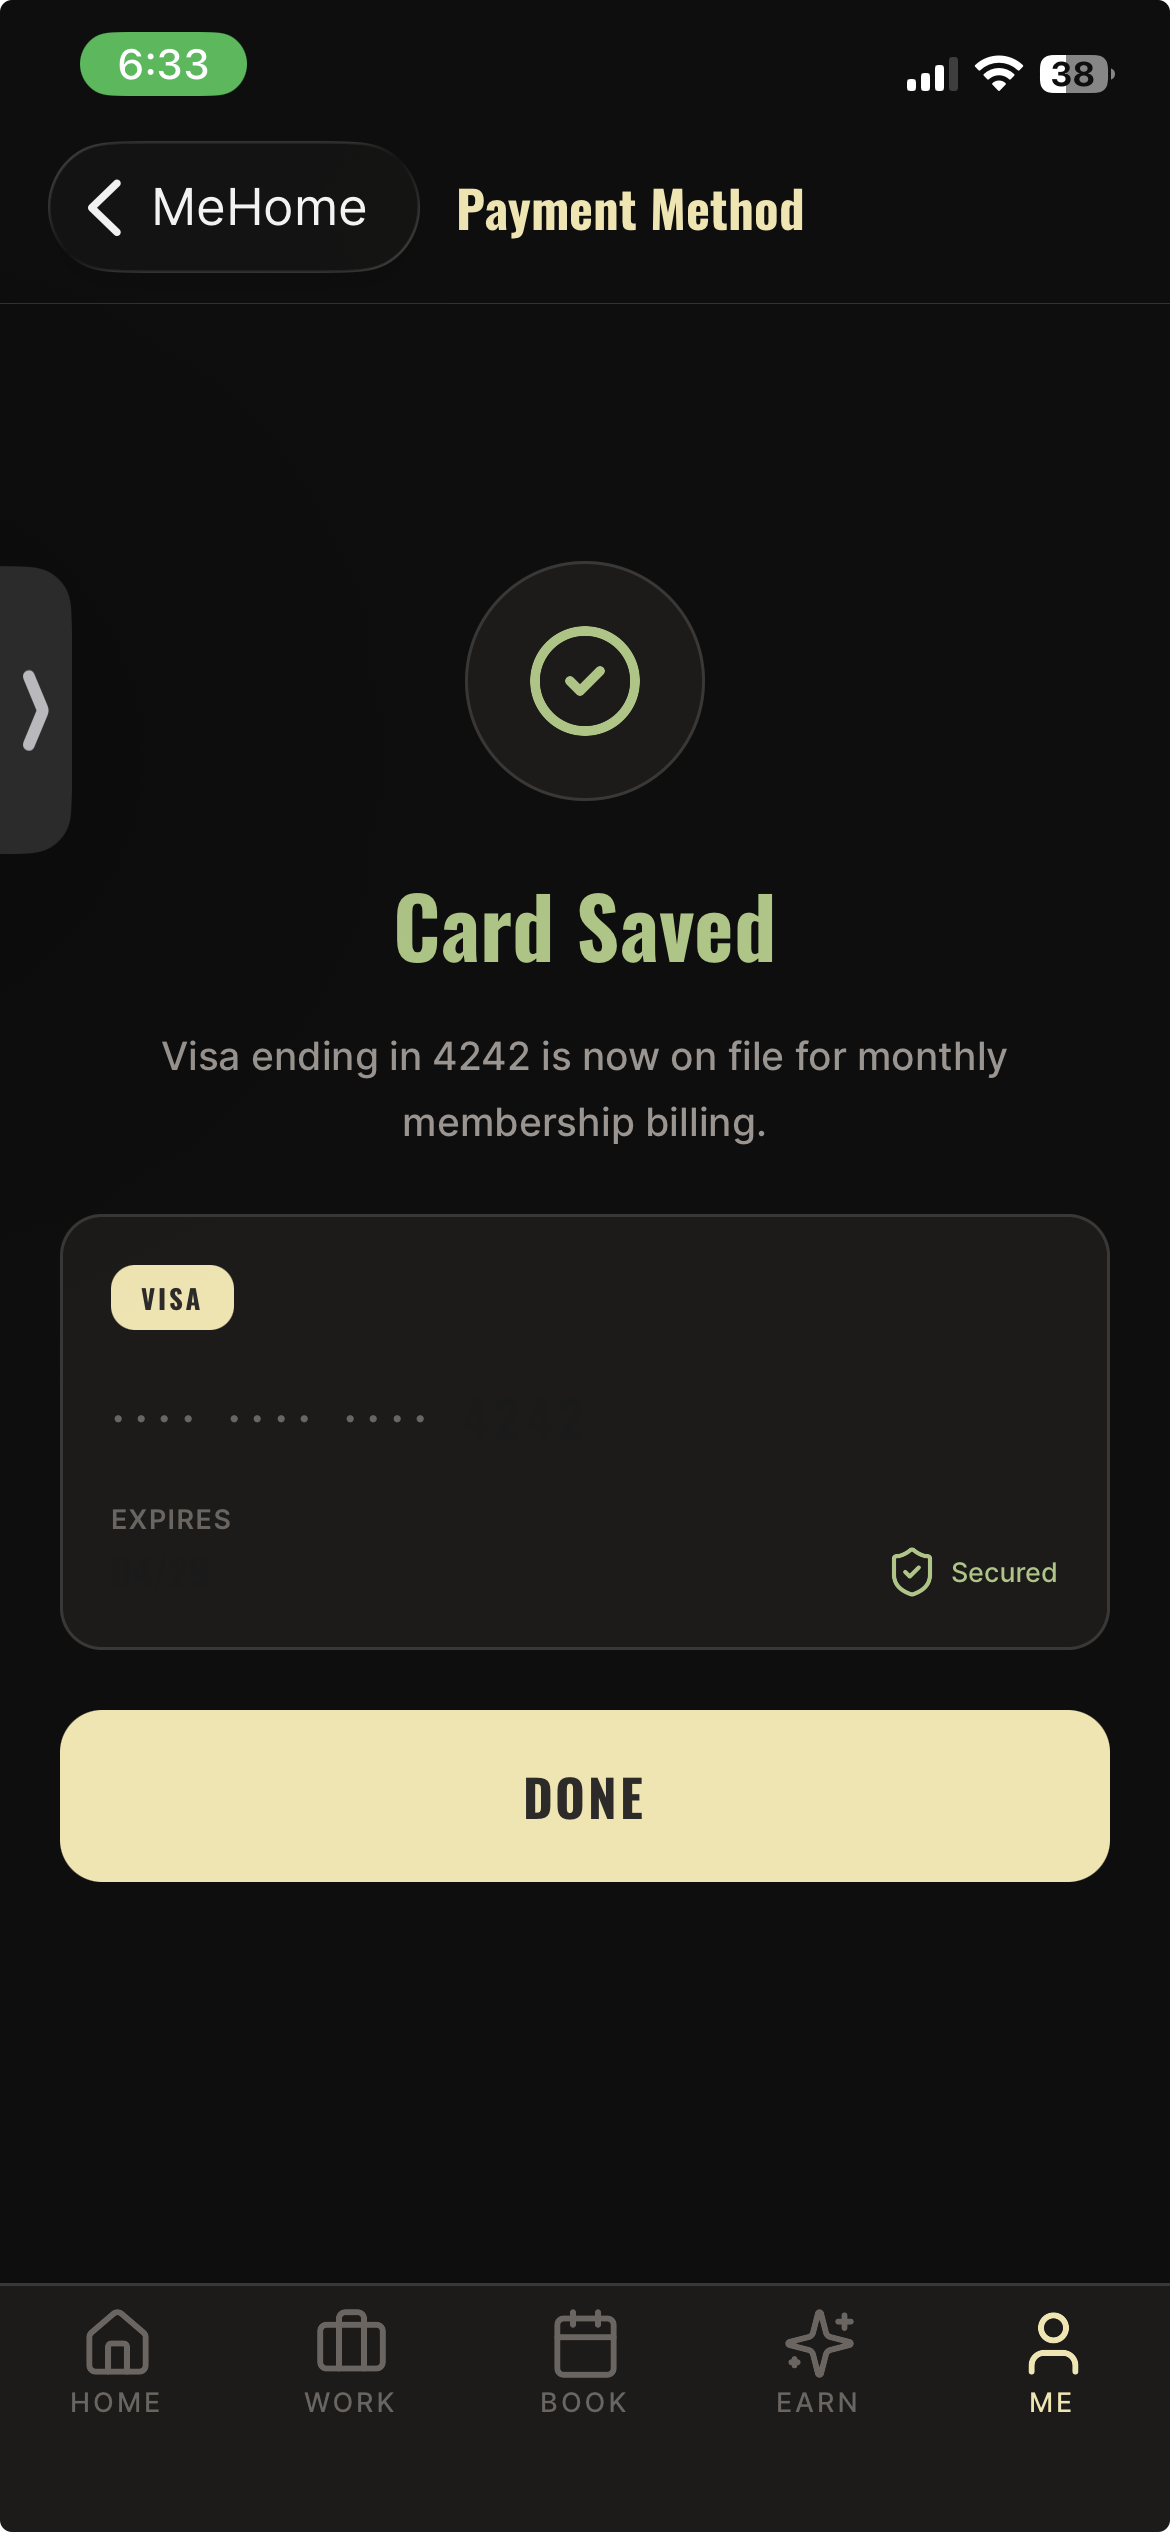 6:33
38
MeHome
Payment Method
Card Saved
Visa ending in 4242 is now on file for monthly
membership billing.
VISA
•••• •••• •••• 4242
EXPIRES
Secured
DONE
HOME
WORK
BOOK
EARN
ME